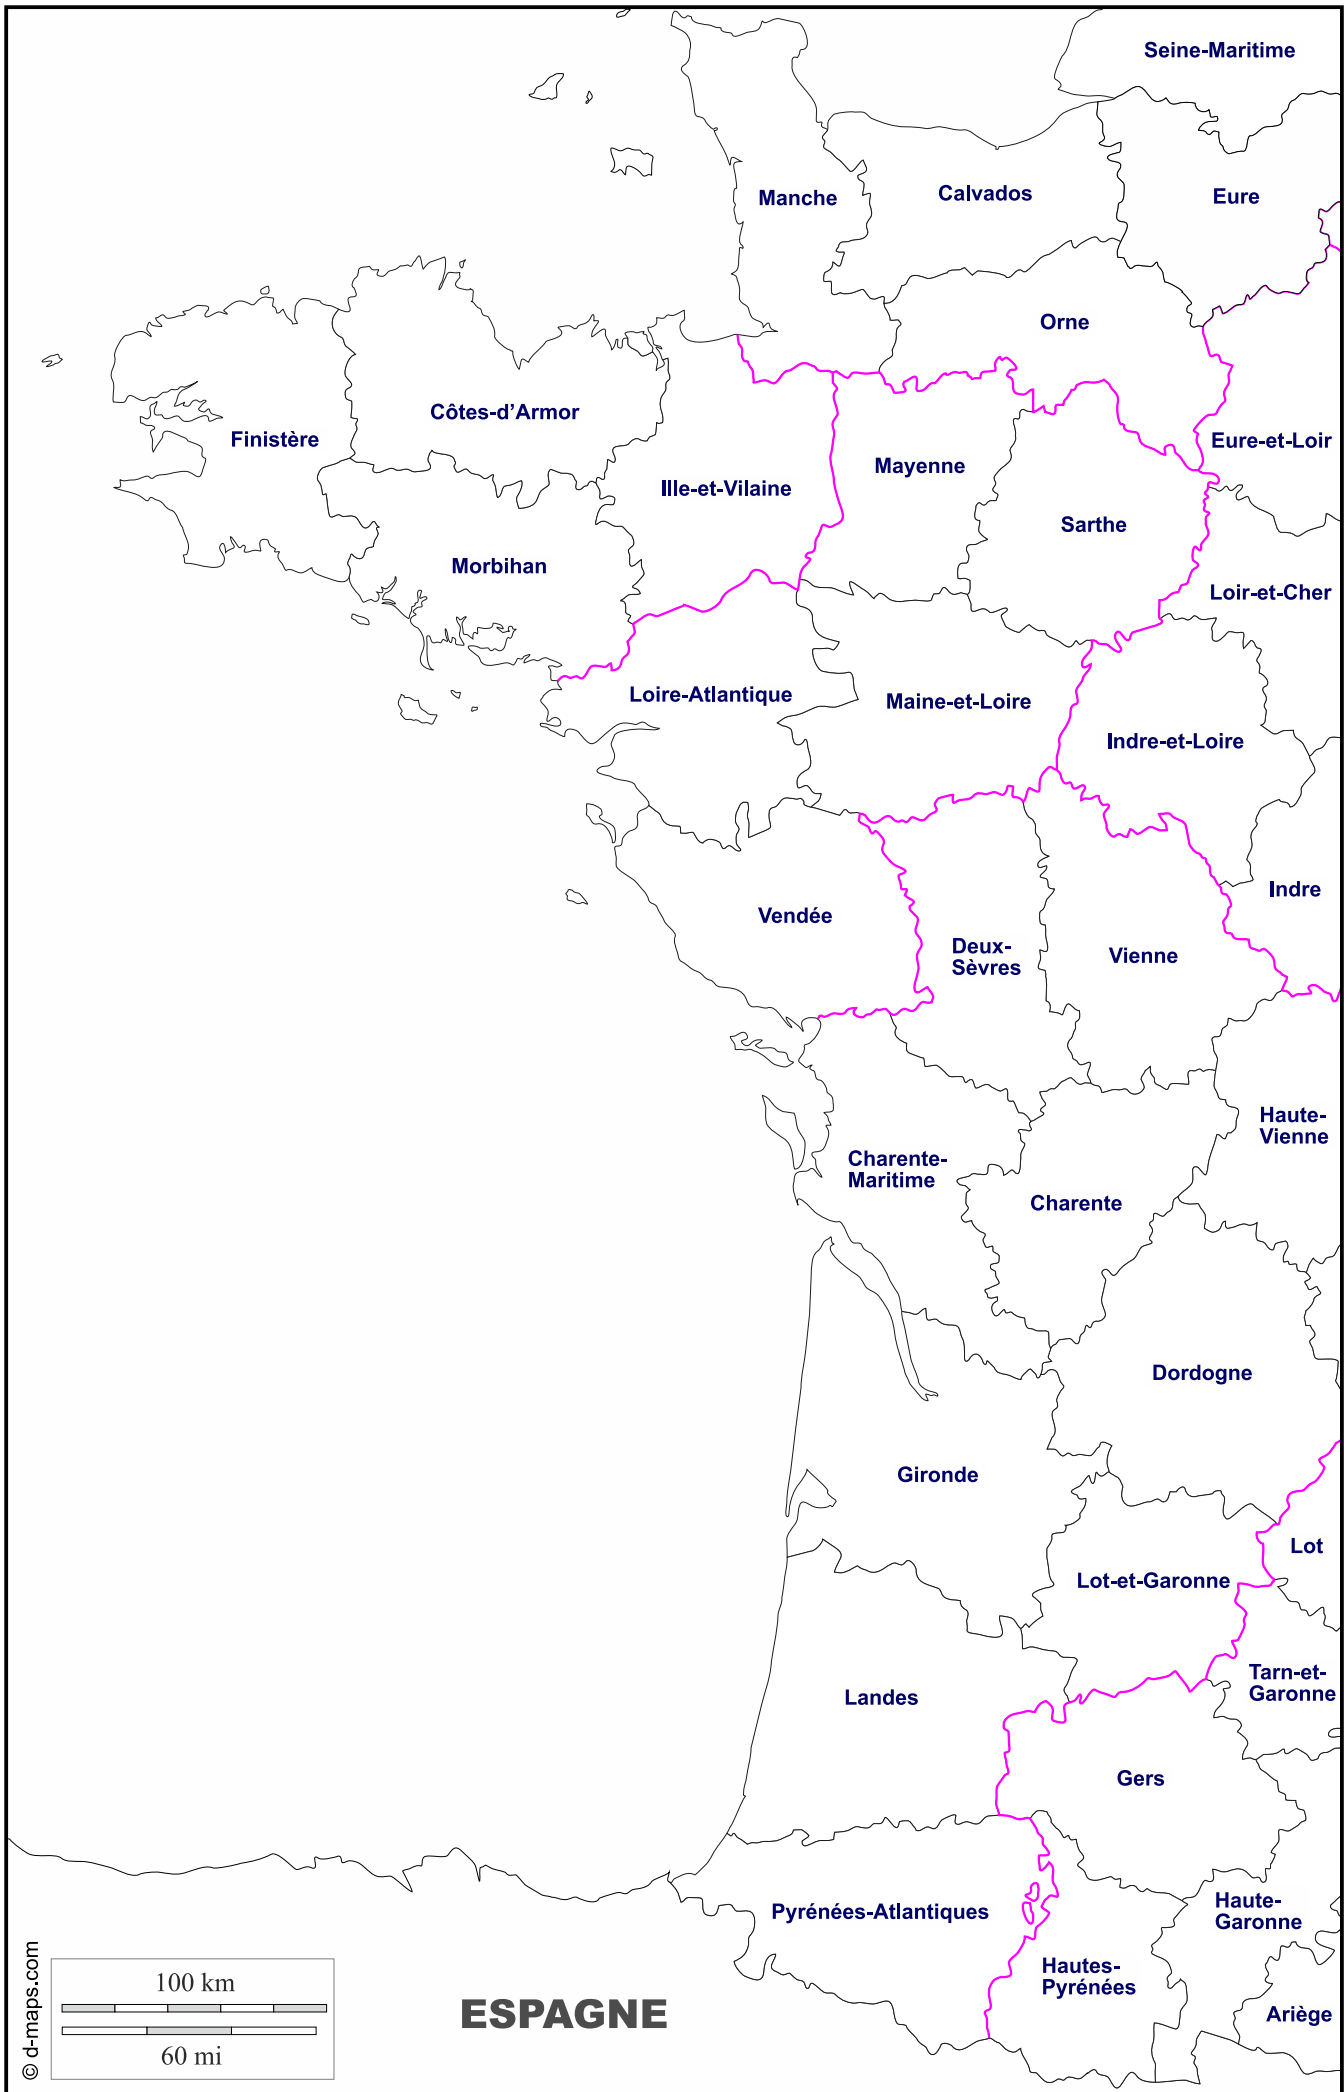 Seine-Maritime
Manche
Calvados
Eure
Orne
Côtes-d'Armor
Finistère
Eure-et-Loir
Mayenne
Ille-et-Vilaine
Sarthe
Morbihan
Loir-et-Cher
Loire-Atlantique
Maine-et-Loire
Indre-et-Loire
Indre
Vendée
Deux-
Sèvres
Vienne
Haute-
Vienne
Charente-
Maritime
Charente
Dordogne
Gironde
Lot
Lot-et-Garonne
Tarn-et-
Garonne
Landes
Gers
Pyrénées-Atlantiques
Haute-
Garonne
Hautes-
Pyrénées
Ariège
ESPAGNE
100 km
60 mi
© d-maps.com